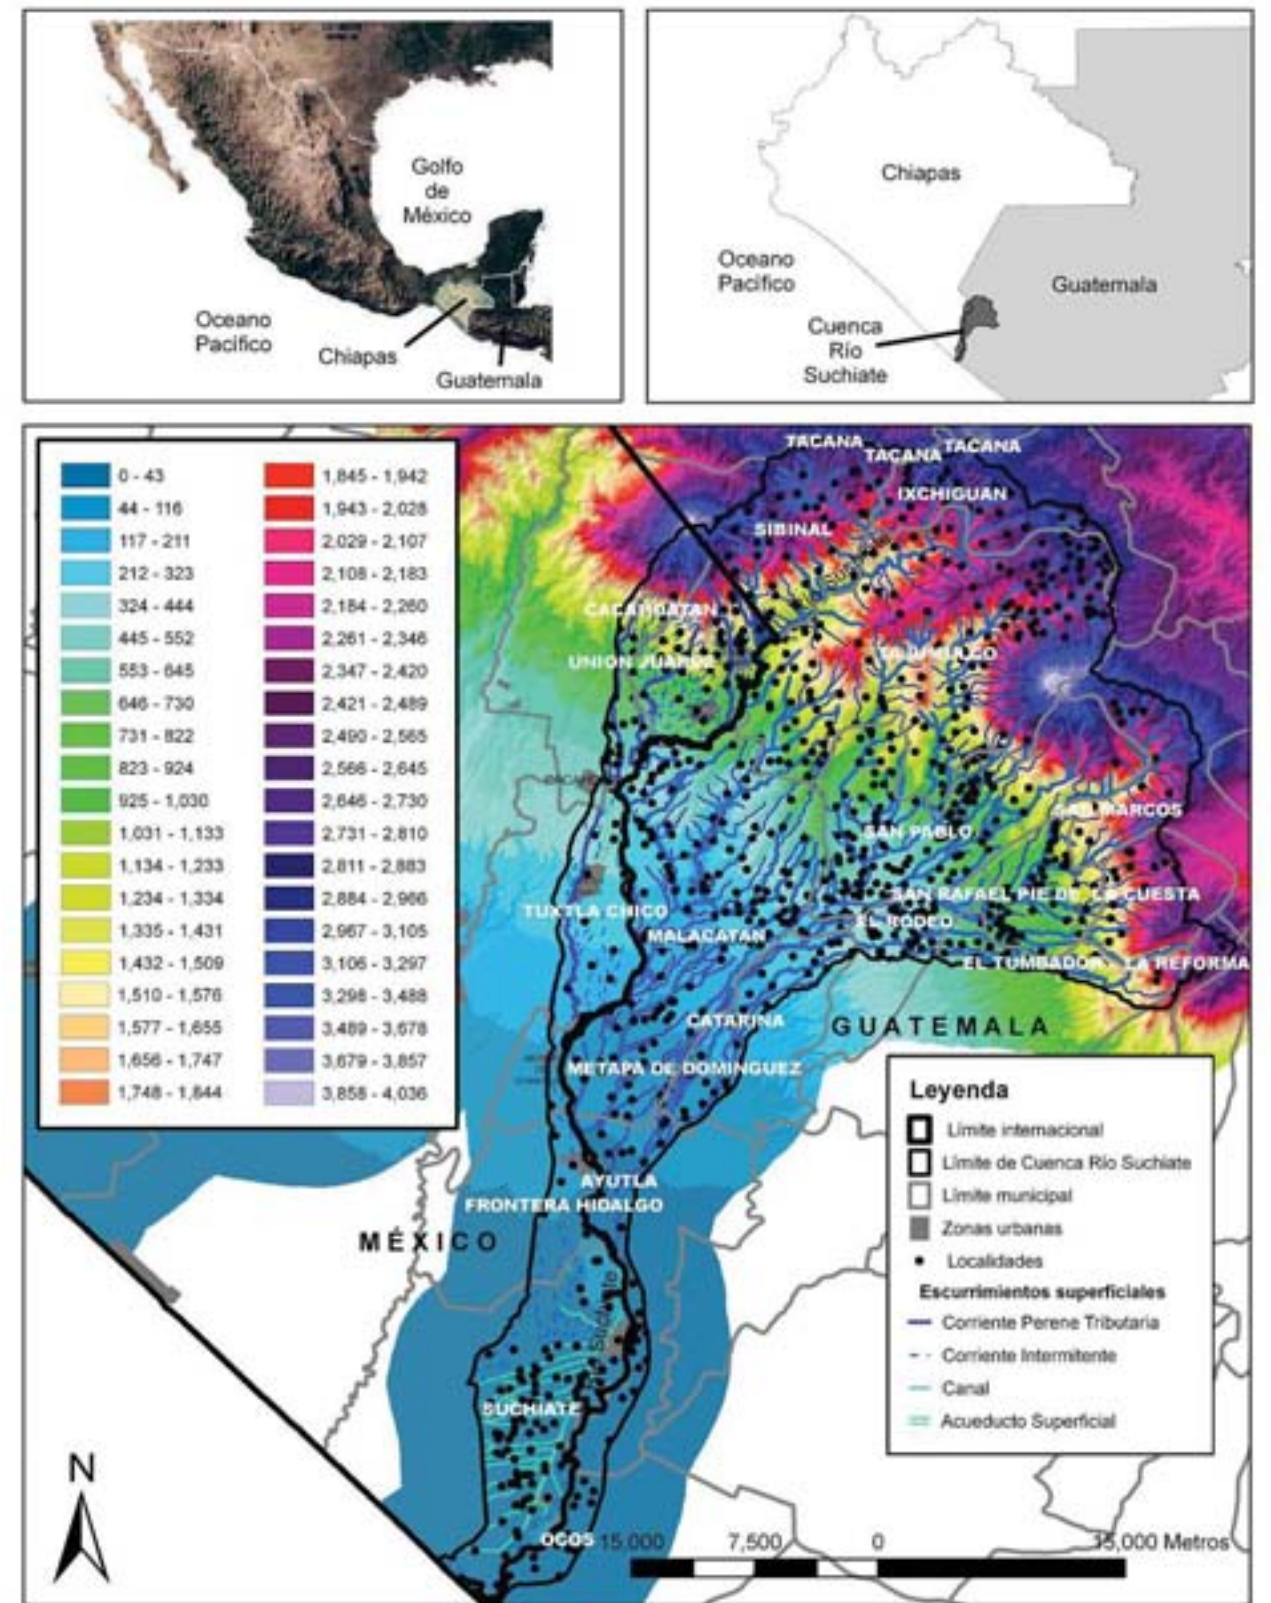 Golfo
de
México
Oceano
Pacífico
Chiapas
Guatemala
Chiapas
Oceano
Pacífico
Guatemala
Cuenca
Río
Suchiate
0 - 43
44 - 116
117 - 211
212 - 323
324 - 444
445 - 552
553 - 645
646 - 730
731 - 822
823 - 924
925 - 1,030
1,031 - 1,133
1,134 - 1,233
1,234 - 1,334
1,335 - 1,431
1,432 - 1,509
1,510 - 1,576
1,577 - 1,655
1,656 - 1,747
1,748 - 1,844
1,845 - 1,942
1,943 - 2,028
2,029 - 2,107
2,108 - 2,183
2,184 - 2,260
2,261 - 2,346
2,347 - 2,420
2,421 - 2,489
2,490 - 2,565
2,566 - 2,645
2,646 - 2,730
2,731 - 2,810
2,811 - 2,883
2,884 - 2,966
2,967 - 3,105
3,106 - 3,297
3,298 - 3,488
3,489 - 3,678
3,679 - 3,857
3,858 - 4,036
TACANA
TACANA
TACANA
IXCHIGUAN
SIBINAL
CACAHOATAN
UNION JUAREZ
TAJUMULCO
SAN MARCOS
SAN PABLO
SAN RAFAEL PIE DE LA CUESTA
TUXTLA CHICO
EL RODEO
MALACATAN
EL TUMBADOR
LA REFORMA
CATARINA
GUATEMALA
METAPA DE DOMINGUEZ
AYUTLA
FRONTERA HIDALGO
MÉXICO
Suchiate
SUCHIATE
OCOS
Leyenda
Límite internacional
Límite de Cuenca Río Suchiate
Límite municipal
Zonas urbanas
Localidades
Escurrimientos superficiales
Corriente Perene Tributaria
Corriente Intermitente
Canal
Acueducto Superficial
N
15,000 7,500 0 15,000 Metros